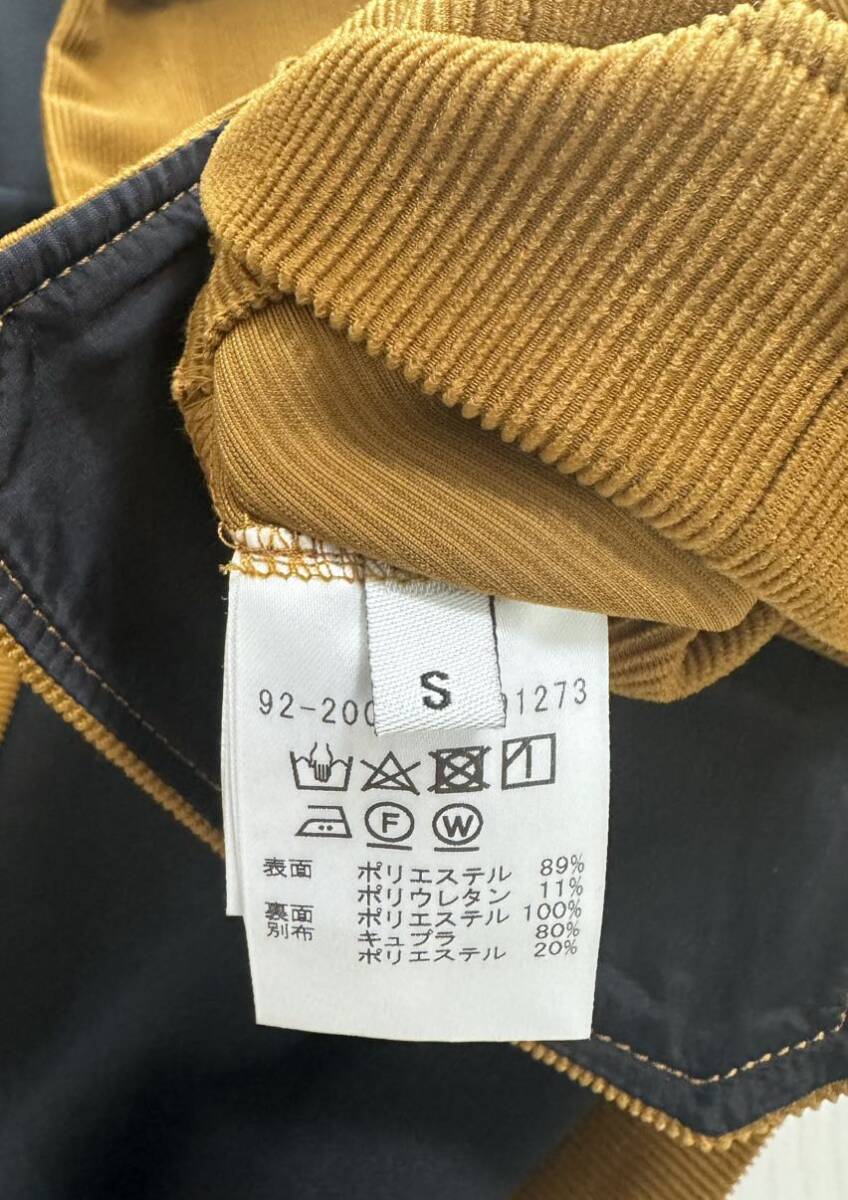 S
92-200 01273
F W
表面 ポリエステル 89%
ポリウレタン 11%
裏面 ポリエステル 100%
別布 キュプラ 80%
ポリエステル 20%